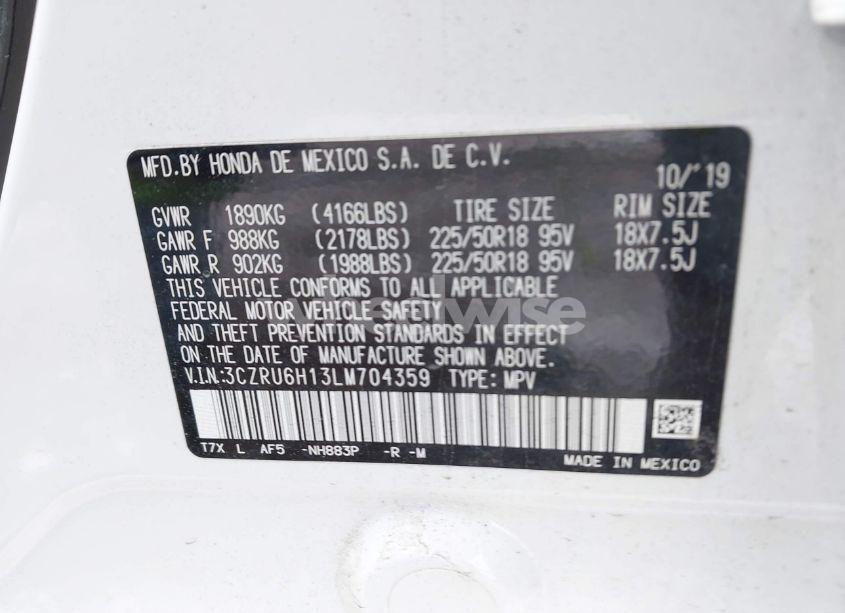 MFD.BY HONDA DE MEXICO S.A. DE C.V.
10/'19
GVWR 1890KG (4166LBS) TIRE SIZE RIM SIZE
GAWR F 988KG (2178LBS) 225/50R18 95V 18X7.5J
GAWR R 902KG (1988LBS) 225/50R18 95V 18X7.5J
THIS VEHICLE CONFORMS TO ALL APPLICABLE
FEDERAL MOTOR VEHICLE SAFETY
AND THEFT PREVENTION STANDARDS IN EFFECT
ON THE DATE OF MANUFACTURE SHOWN ABOVE.
V.I.N:3CZRU6H13LM704359 TYPE: MPV
T7X L AF5 -NH883P -R -M
MADE IN MEXICO